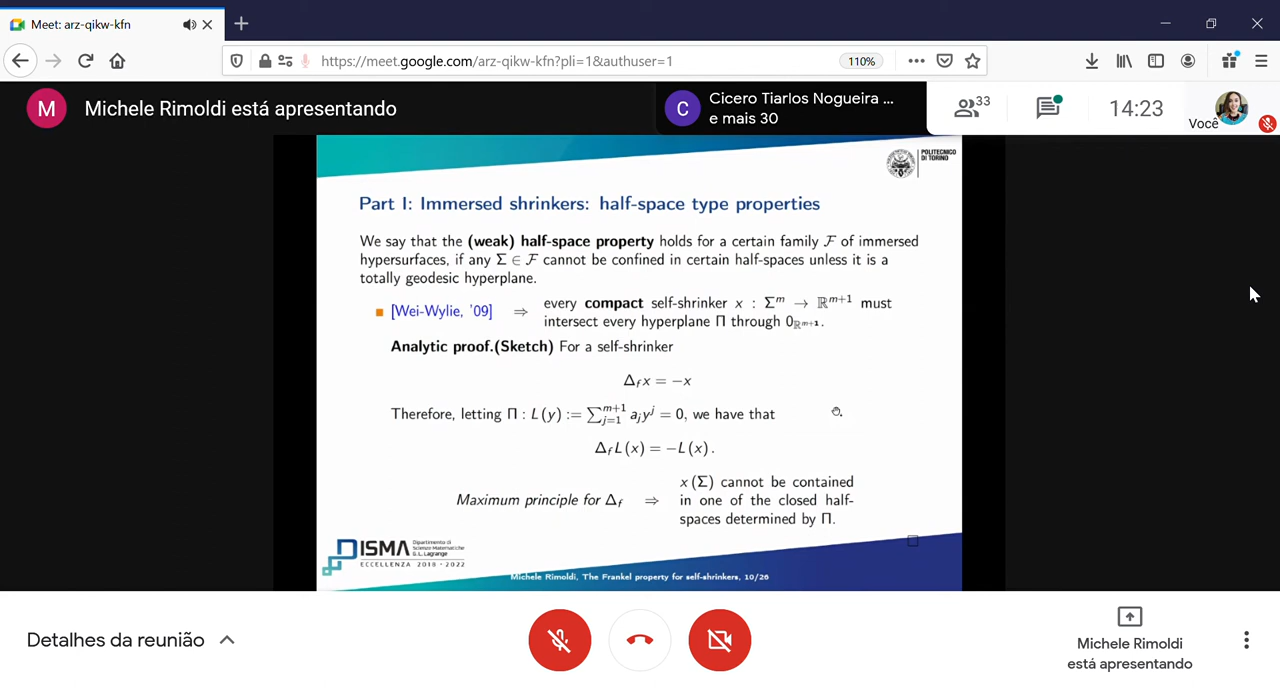 Meet: arz-qikw-kfn
https://meet.google.com/arz-qikw-kfn?pli=1&authuser=1
110%
M
Michele Rimoldi está apresentando
C
Cicero Tiarlos Nogueira ...
e mais 30
33
14:23
Você
POLITECNICO
DI TORINO
Part I: Immersed shrinkers: half-space type properties
We say that the (weak) half-space property holds for a certain family ℱ of immersed
hypersurfaces, if any Σ ∈ ℱ cannot be confined in certain half-spaces unless it is a
totally geodesic hyperplane.
[Wei-Wylie, '09] ⇒ every compact self-shrinker x : Σ^m → ℝ^{m+1} must
intersect every hyperplane Π through 0_{ℝ^{m+1}}.
Analytic proof.(Sketch) For a self-shrinker
Δ_f x = −x
Therefore, letting Π : L(y) := ∑_{j=1}^{m+1} a_j y^j = 0, we have that
Δ_f L(x) = −L(x).
Maximum principle for Δ_f ⇒ x(Σ) cannot be contained
in one of the closed half-
spaces determined by Π.
DISMA
Dipartimento di
Scienze Matematiche
G.L. Lagrange
ECCELLENZA 2018 - 2022
Michele Rimoldi, The Frankel property for self-shrinkers, 10/26
Detalhes da reunião
Michele Rimoldi
está apresentando